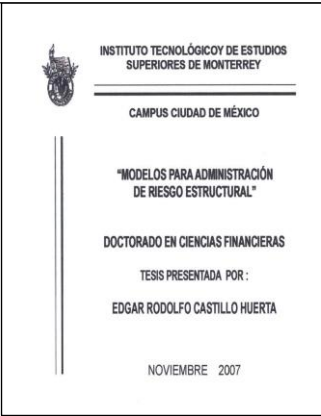 INSTITUTO TECNOLÓGICOY DE ESTUDIOS
SUPERIORES DE MONTERREY
CAMPUS CIUDAD DE MÉXICO
“MODELOS PARA ADMINISTRACIÓN
DE RIESGO ESTRUCTURAL”
DOCTORADO EN CIENCIAS FINANCIERAS
TESIS PRESENTADA POR :
EDGAR RODOLFO CASTILLO HUERTA
NOVIEMBRE 2007